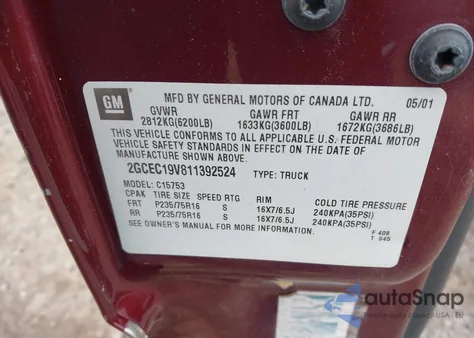 GM
MFD BY GENERAL MOTORS OF CANADA LTD. 05/01
GVWR GAWR FRT GAWR RR
2812KG(6200LB) 1633KG(3600LB) 1672KG(3686LB)
THIS VEHICLE CONFORMS TO ALL APPLICABLE U.S. FEDERAL MOTOR
VEHICLE SAFETY STANDARDS IN EFFECT ON THE DATE OF
MANUFACTURE SHOWN ABOVE.
2GCEC19V811392524 TYPE: TRUCK
MODEL: C15753
CPAK TIRE SIZE SPEED RTG RIM COLD TIRE PRESSURE
FRT P235/75R16 S 16X7/6.5J 240KPA(35PSI)
RR P235/75R16 S 16X7/6.5J 240KPA(35PSI)
SEE OWNER'S MANUAL FOR MORE INFORMATION. F 408
T 645
autoSnap
USA - EU